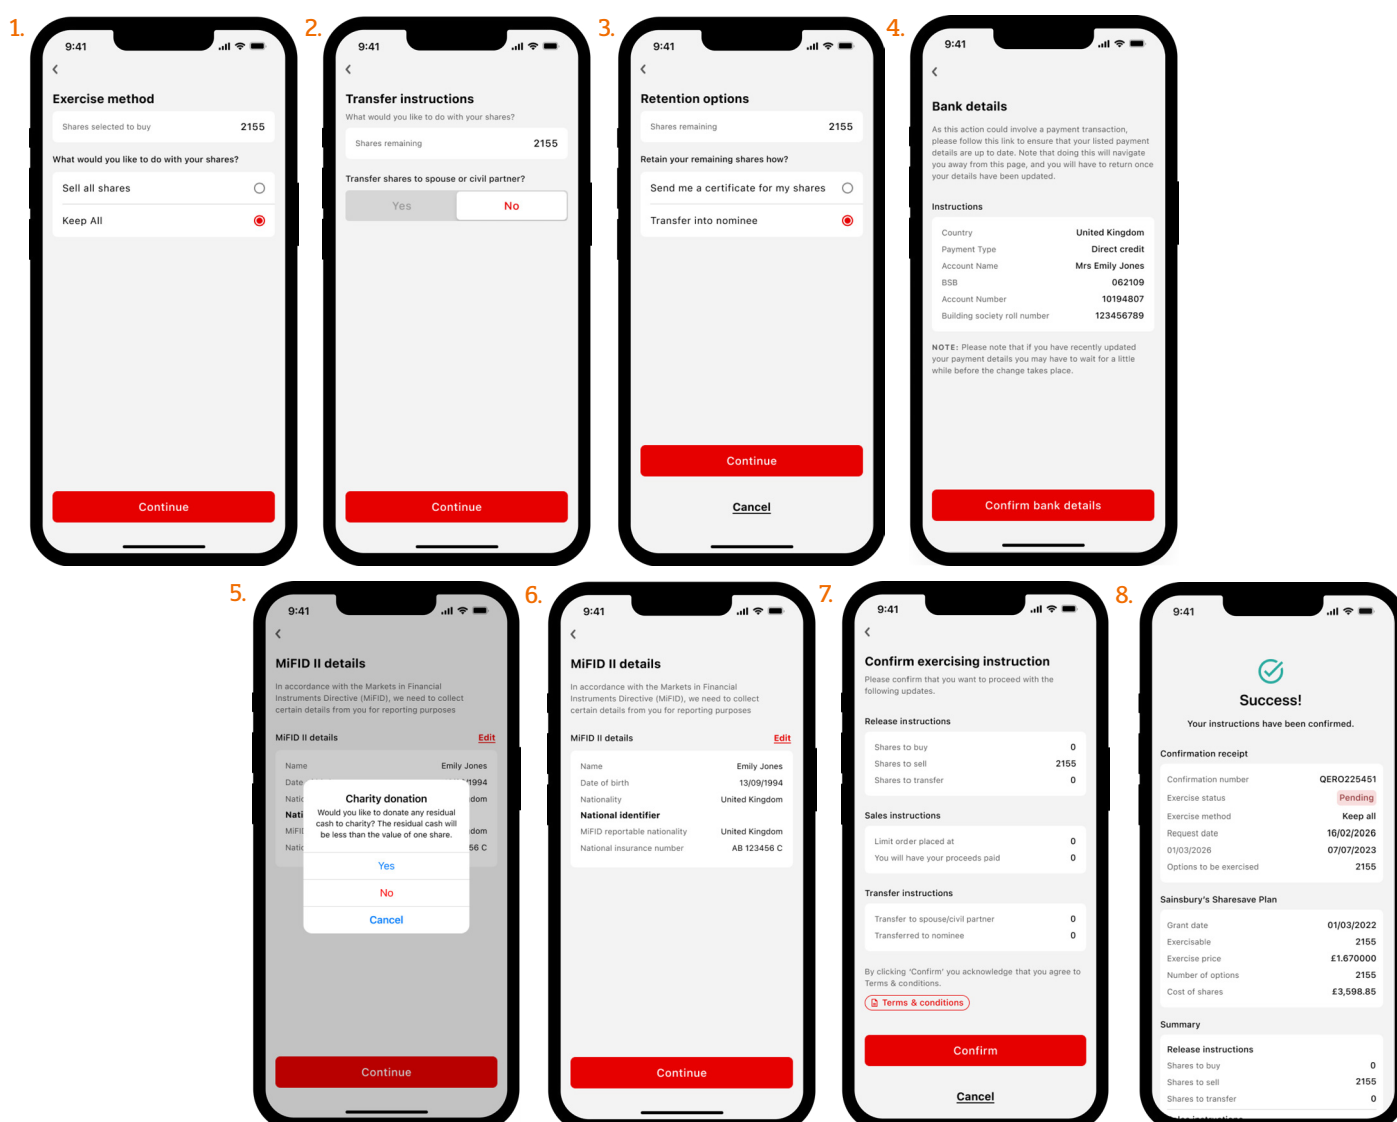 1.
9:41
Exercise method
Shares selected to buy 2155
What would you like to do with your shares?
Sell all shares
Keep All
Continue
2.
9:41
Transfer instructions
What would you like to do with your shares?
Shares remaining 2155
Transfer shares to spouse or civil partner?
Yes No
Continue
3.
9:41
Retention options
Shares remaining 2155
Retain your remaining shares how?
Send me a certificate for my shares
Transfer into nominee
Continue
Cancel
4.
9:41
Bank details
As this action could involve a payment transaction,
please follow this link to ensure that your listed payment
details are up to date. Note that doing this will navigate
you away from this page, and you will have to return once
your details have been updated.
Instructions
Country United Kingdom
Payment Type Direct credit
Account Name Mrs Emily Jones
BSB 062109
Account Number 10194807
Building society roll number 123456789
NOTE: Please note that if you have recently updated
your payment details you may have to wait for a little
while before the change takes place.
Confirm bank details
5.
9:41
MiFID II details
In accordance with the Markets in Financial
Instruments Directive (MiFID), we need to collect
certain details from you for reporting purposes
MiFID II details Edit
Name Emily Jones
Date 1994
Natio dom
Nati
MiFI dom
Natio 56 C
Charity donation
Would you like to donate any residual
cash to charity? The residual cash will
be less than the value of one share.
Yes
No
Cancel
Continue
6.
9:41
MiFID II details
In accordance with the Markets in Financial
Instruments Directive (MiFID), we need to collect
certain details from you for reporting purposes
MiFID II details Edit
Name Emily Jones
Date of birth 13/09/1994
Nationality United Kingdom
National identifier
MiFID reportable nationality United Kingdom
National insurance number AB 123456 C
Continue
7.
9:41
Confirm exercising instruction
Please confirm that you want to proceed with the
following updates.
Release instructions
Shares to buy 0
Shares to sell 2155
Shares to transfer 0
Sales instructions
Limit order placed at 0
You will have your proceeds paid 0
Transfer instructions
Transfer to spouse/civil partner 0
Transferred to nominee 0
By clicking 'Confirm' you acknowledge that you agree to
Terms & conditions.
Terms & conditions
Confirm
Cancel
8.
9:41
Success!
Your instructions have been confirmed.
Confirmation receipt
Confirmation number QERO225451
Exercise status Pending
Exercise method Keep all
Request date 16/02/2026
01/03/2026 07/07/2023
Options to be exercised 2155
Sainsbury's Sharesave Plan
Grant date 01/03/2022
Exercisable 2155
Exercise price £1.670000
Number of options 2155
Cost of shares £3,598.85
Summary
Release instructions
Shares to buy 0
Shares to sell 2155
Shares to transfer 0